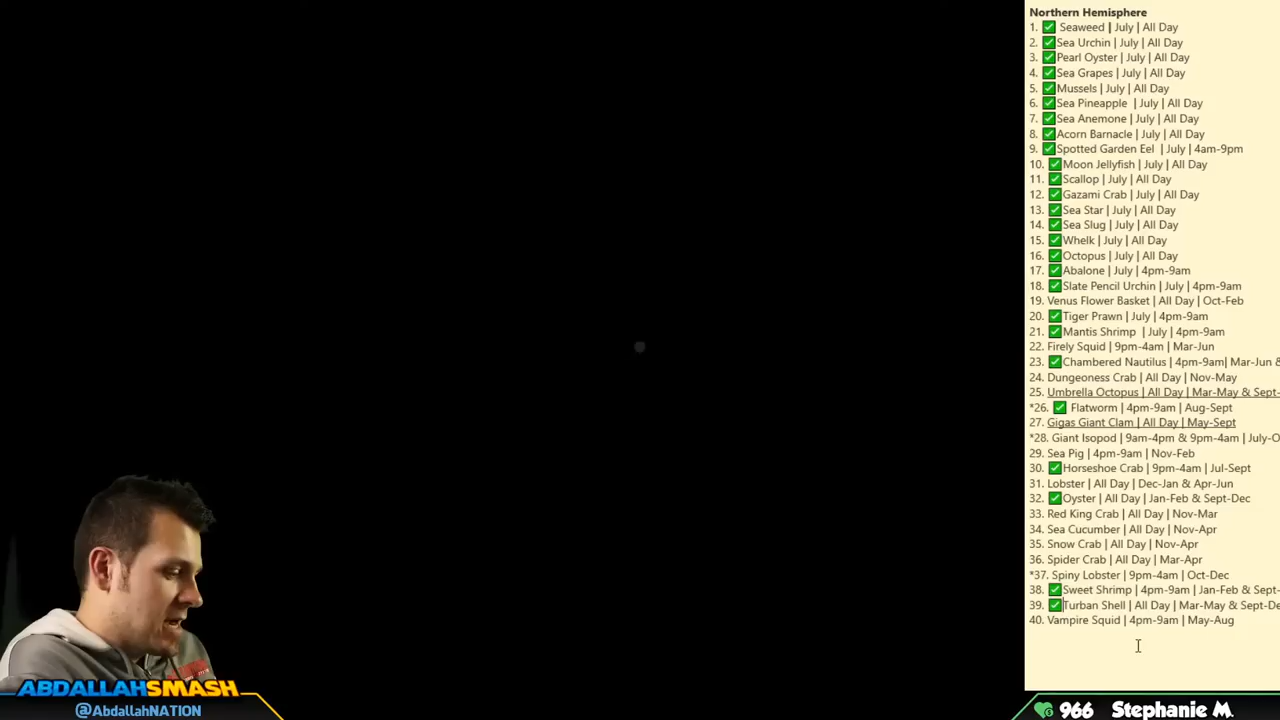 Northern Hemisphere
1. ✅ Seaweed | July | All Day
2. ✅Sea Urchin | July | All Day
3. ✅Pearl Oyster | July | All Day
4. ✅Sea Grapes | July | All Day
5. ✅Mussels | July | All Day
6. ✅Sea Pineapple | July | All Day
7. ✅Sea Anemone | July | All Day
8. ✅Acorn Barnacle | July | All Day
9. ✅Spotted Garden Eel | July | 4am-9pm
10. ✅Moon Jellyfish | July | All Day
11. ✅Scallop | July | All Day
12. ✅Gazami Crab | July | All Day
13. ✅Sea Star | July | All Day
14. ✅Sea Slug | July | All Day
15. ✅Whelk | July | All Day
16. ✅Octopus | July | All Day
17. ✅Abalone | July | 4pm-9am
18. ✅Slate Pencil Urchin | July | 4pm-9am
19. Venus Flower Basket | All Day | Oct-Feb
20. ✅Tiger Prawn | July | 4pm-9am
21. ✅Mantis Shrimp | July | 4pm-9am
22. Firely Squid | 9pm-4am | Mar-Jun
23. ✅Chambered Nautilus | 4pm-9am| Mar-Jun &
24. Dungeoness Crab | All Day | Nov-May
25. Umbrella Octopus | All Day | Mar-May & Sept-
*26. ✅ Flatworm | 4pm-9am | Aug-Sept
27. Gigas Giant Clam | All Day | May-Sept
*28. Giant Isopod | 9am-4pm & 9pm-4am | July-O
29. Sea Pig | 4pm-9am | Nov-Feb
30. ✅Horseshoe Crab | 9pm-4am | Jul-Sept
31. Lobster | All Day | Dec-Jan & Apr-Jun
32. ✅Oyster | All Day | Jan-Feb & Sept-Dec
33. Red King Crab | All Day | Nov-Mar
34. Sea Cucumber | All Day | Nov-Apr
35. Snow Crab | All Day | Nov-Apr
36. Spider Crab | All Day | Mar-Apr
*37. Spiny Lobster | 9pm-4am | Oct-Dec
38. ✅Sweet Shrimp | 4pm-9am | Jan-Feb & Sept-
39. ✅Turban Shell | All Day | Mar-May & Sept-De
40. Vampire Squid | 4pm-9am | May-Aug
ABDALLAHSMASH
@AbdallahNATION
966 Stephanie M.